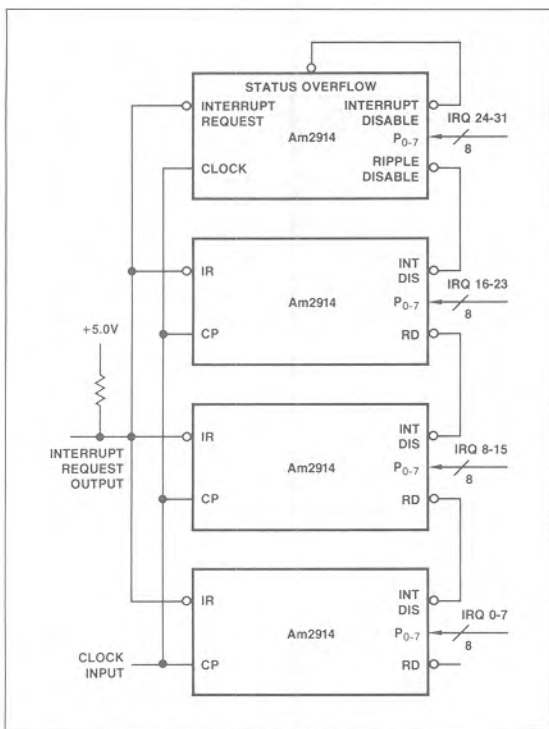 STATUS OVERFLOW
INTERRUPT REQUEST
INTERRUPT DISABLE
Am2914
P0-7
IRQ 24-31
8
CLOCK
RIPPLE DISABLE
IR
INT DIS
Am2914
P0-7
IRQ 16-23
8
CP
RD
+5.0V
IR
INT DIS
INTERRUPT REQUEST OUTPUT
Am2914
P0-7
IRQ 8-15
8
CP
RD
IR
INT DIS
Am2914
P0-7
IRQ 0-7
8
CLOCK INPUT
CP
RD